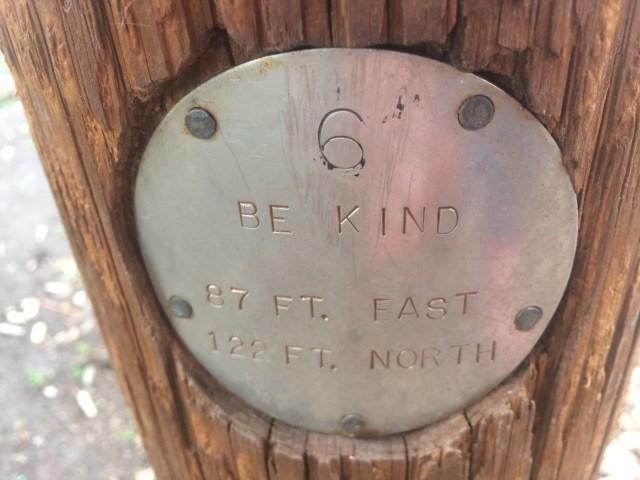 6
BE KIND
87 FT. EAST
122 FT. NORTH